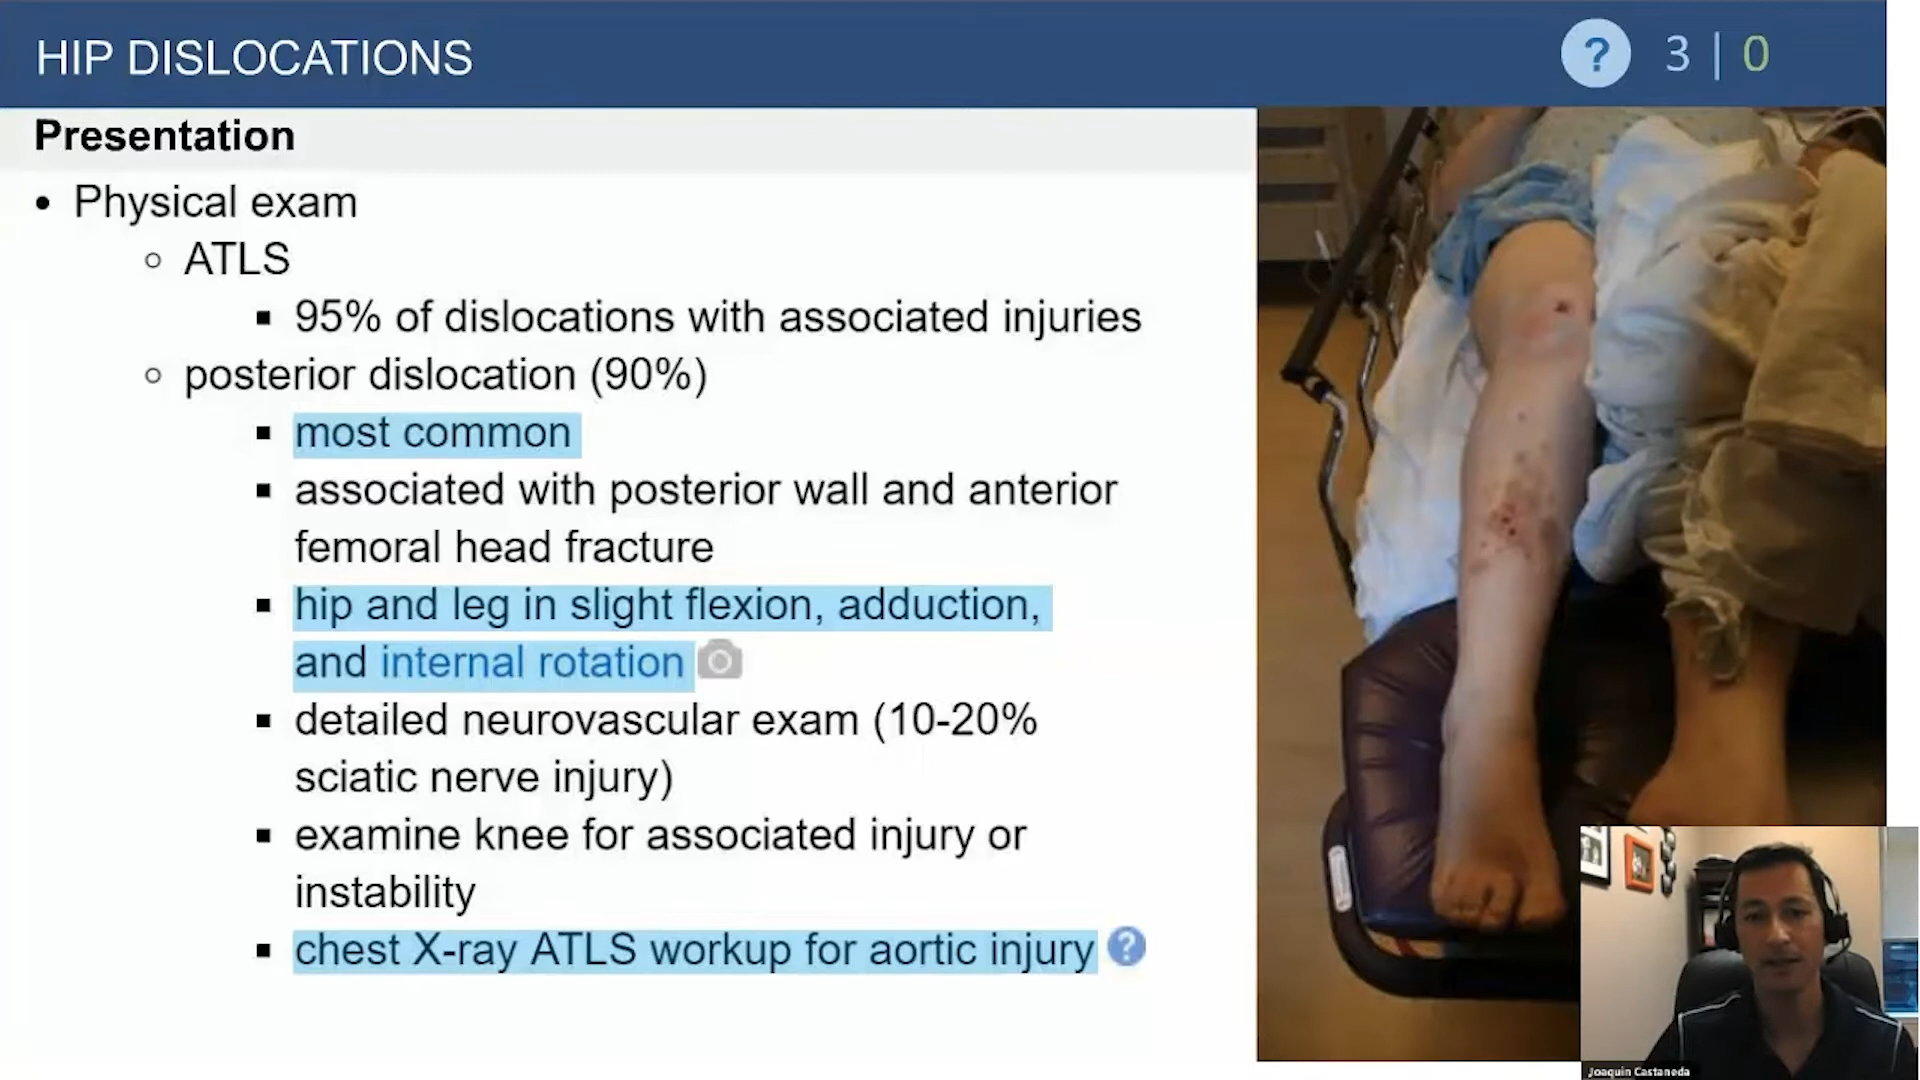 HIP DISLOCATIONS
? 3 | 0
Presentation
• Physical exam
○ ATLS
▪ 95% of dislocations with associated injuries
○ posterior dislocation (90%)
▪ most common
▪ associated with posterior wall and anterior
femoral head fracture
▪ hip and leg in slight flexion, adduction,
and internal rotation
▪ detailed neurovascular exam (10-20%
sciatic nerve injury)
▪ examine knee for associated injury or
instability
▪ chest X-ray ATLS workup for aortic injury ?
Joaquin Castaneda